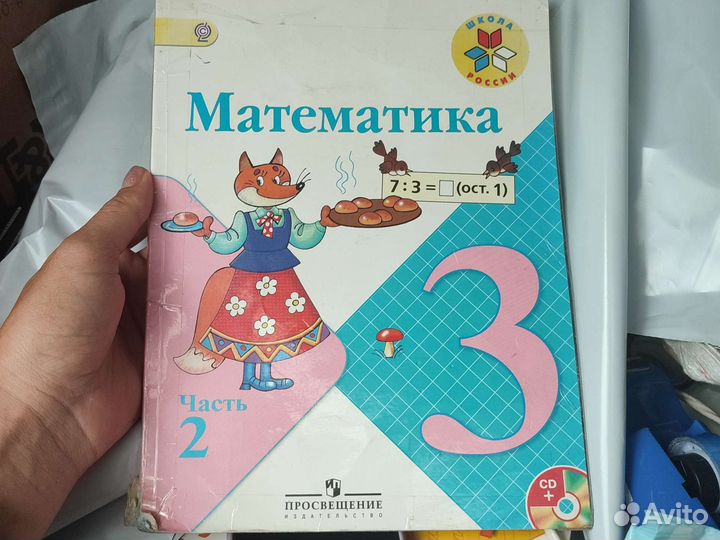 ШКОЛА
РОССИИ
Математика
7 : 3 = □ (ост. 1)
3
Часть
2
CD
+
ПРОСВЕЩЕНИЕ
ИЗДАТЕЛЬСТВО
Avito